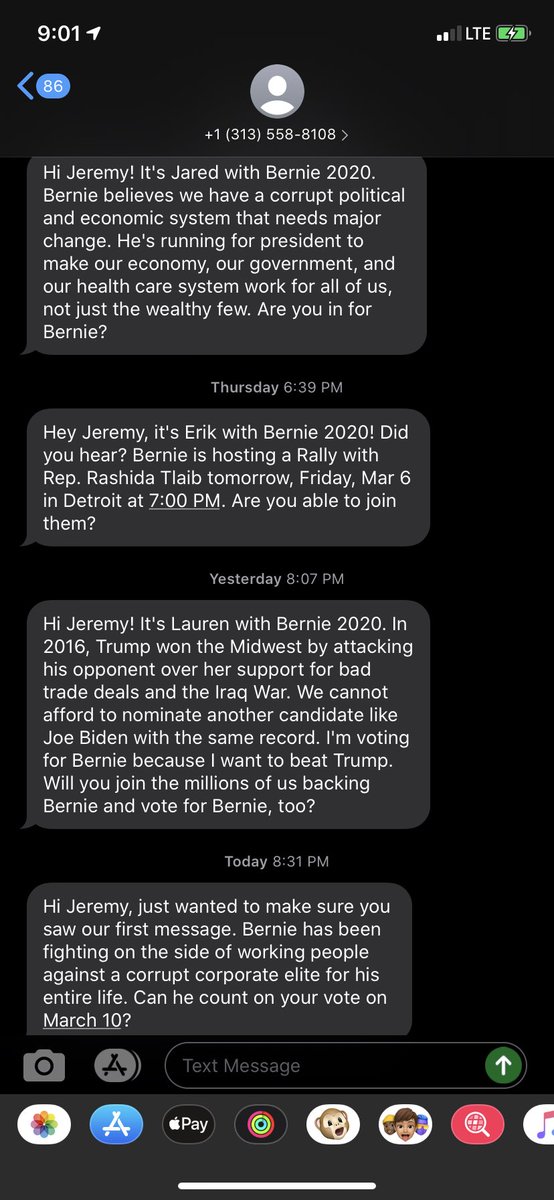 9:01
LTE
86
+1 (313) 558-8108 >
Hi Jeremy! It's Jared with Bernie 2020.
Bernie believes we have a corrupt political
and economic system that needs major
change. He's running for president to
make our economy, our government, and
our health care system work for all of us,
not just the wealthy few. Are you in for
Bernie?
Thursday 6:39 PM
Hey Jeremy, it's Erik with Bernie 2020! Did
you hear? Bernie is hosting a Rally with
Rep. Rashida Tlaib tomorrow, Friday, Mar 6
in Detroit at 7:00 PM. Are you able to join
them?
Yesterday 8:07 PM
Hi Jeremy! It's Lauren with Bernie 2020. In
2016, Trump won the Midwest by attacking
his opponent over her support for bad
trade deals and the Iraq War. We cannot
afford to nominate another candidate like
Joe Biden with the same record. I'm voting
for Bernie because I want to beat Trump.
Will you join the millions of us backing
Bernie and vote for Bernie, too?
Today 8:31 PM
Hi Jeremy, just wanted to make sure you
saw our first message. Bernie has been
fighting on the side of working people
against a corrupt corporate elite for his
entire life. Can he count on your vote on
March 10?
Text Message
Pay